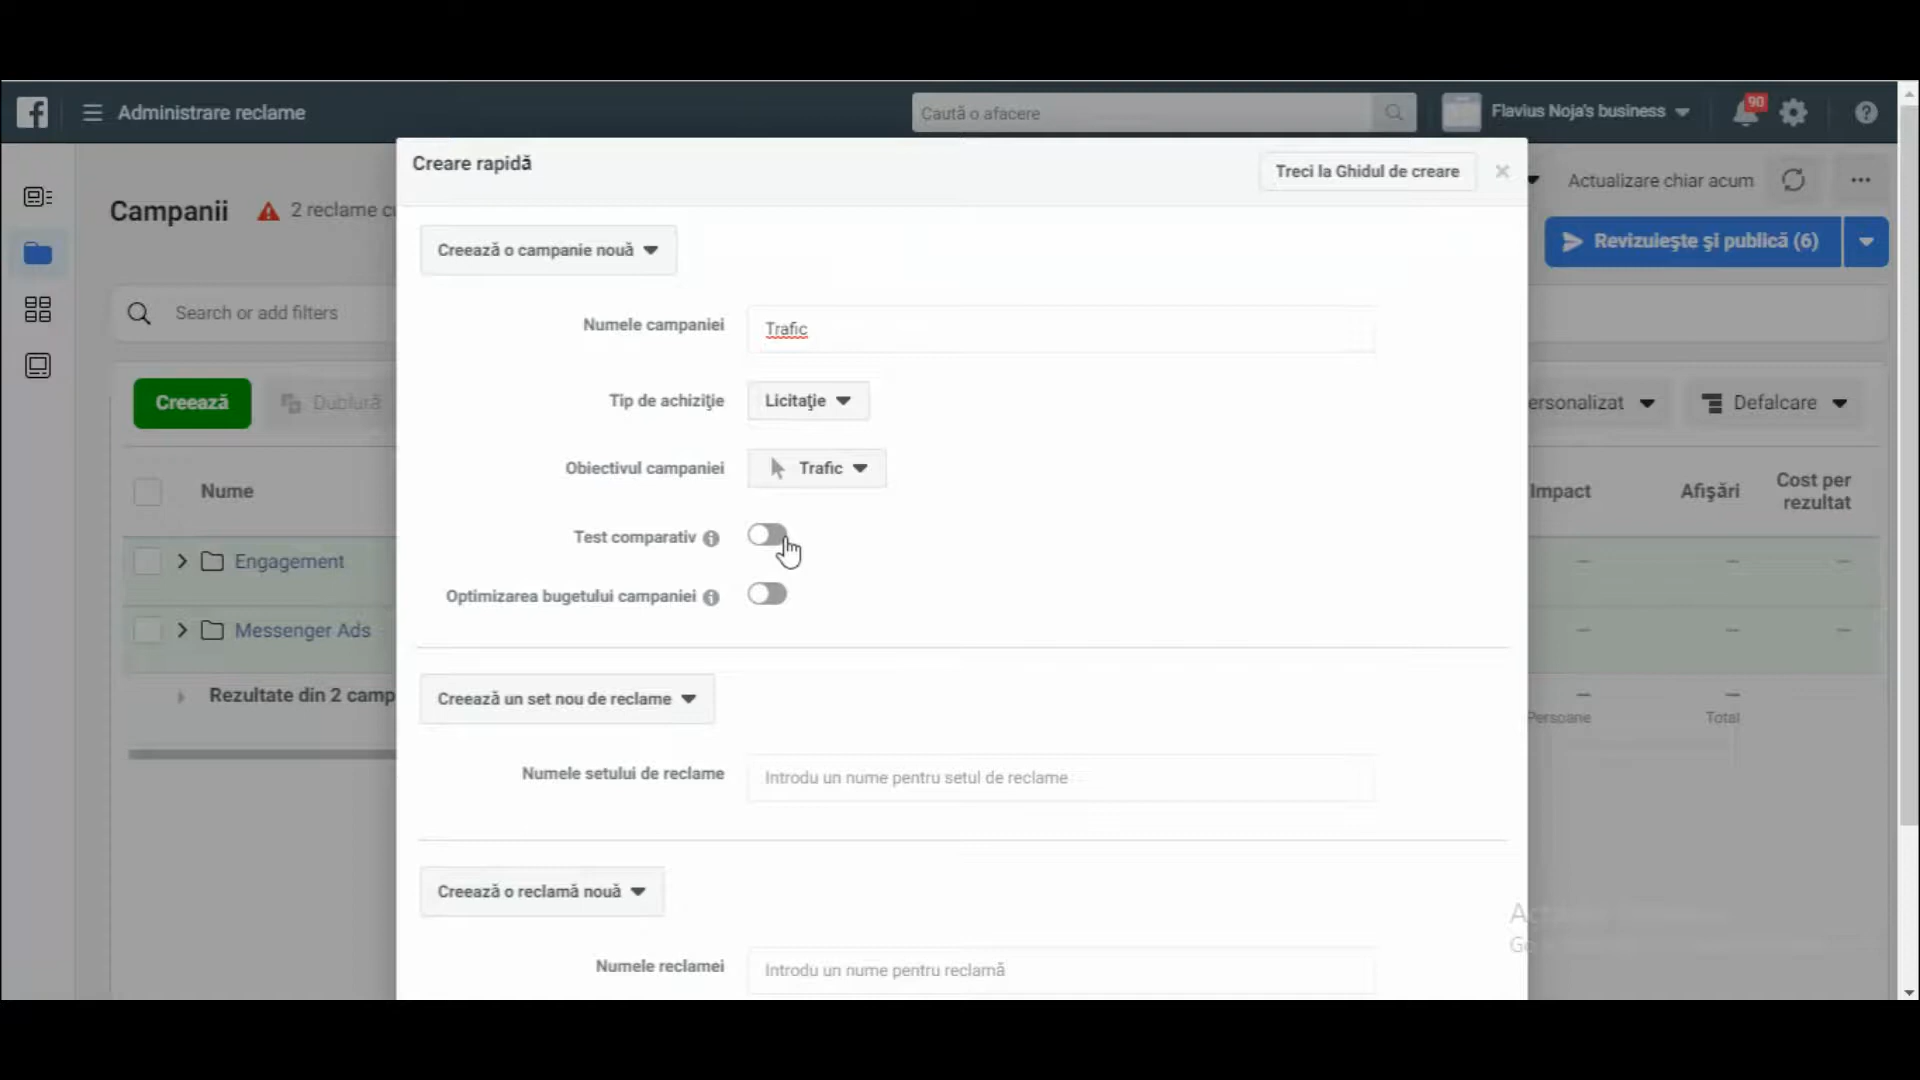 Administrare reclame
Caută o afacere
Flavius Noja's business
90
Creare rapidă
Treci la Ghidul de creare
Actualizare chiar acum
Campanii
2 reclame
Creează o campanie nouă
Revizuiește și publică (6)
Search or add filters
Numele campaniei
Trafic
Creează
Dublură
Tip de achiziție
Licitație
ersonalizat
Defalcare
Obiectivul campaniei
Trafic
Nume
Impact
Afișări
Cost per
rezultat
Test comparativ
Engagement
Optimizarea bugetului campaniei
Messenger Ads
Creează un set nou de reclame
Rezultate din 2 camp
Persoane
Total
Numele setului de reclame
Introdu un nume pentru setul de reclame
Creează o reclamă nouă
Numele reclamei
Introdu un nume pentru reclamă